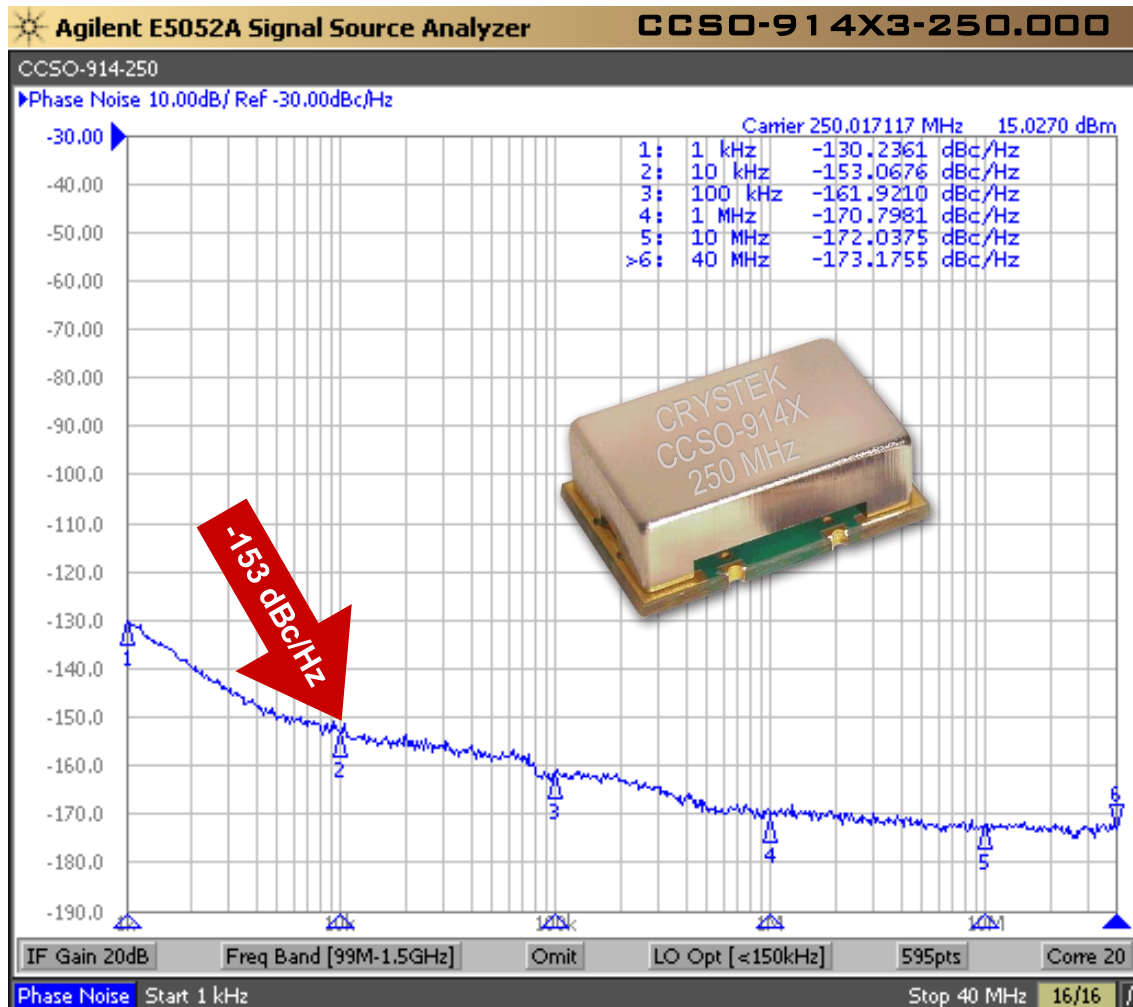 Agilent E5052A Signal Source Analyzer CCSO-914X3-250.000
CCSO-914-250
Phase Noise 10.00dB/ Ref -30.00dBc/Hz
Carrier 250.017117 MHz 15.0270 dBm
1: 1 kHz -130.2361 dBc/Hz
2: 10 kHz -153.0676 dBc/Hz
3: 100 kHz -161.9210 dBc/Hz
4: 1 MHz -170.7981 dBc/Hz
5: 10 MHz -172.0375 dBc/Hz
>6: 40 MHz -173.1755 dBc/Hz
-30.00
-40.00
-50.00
-60.00
-70.00
-80.00
-90.00
-100.0
-110.0
-120.0
-130.0
-140.0
-150.0
-160.0
-170.0
-180.0
-190.0
CRYSTEK
CCSO-914X
250 MHz
-153 dBc/Hz
1
2
3
4
5
6
10k
100k
1M
10M
IF Gain 20dB Freq Band [99M-1.5GHz] Omit LO Opt [<150kHz] 595pts Corre 20
Phase Noise Start 1 kHz Stop 40 MHz 16/16